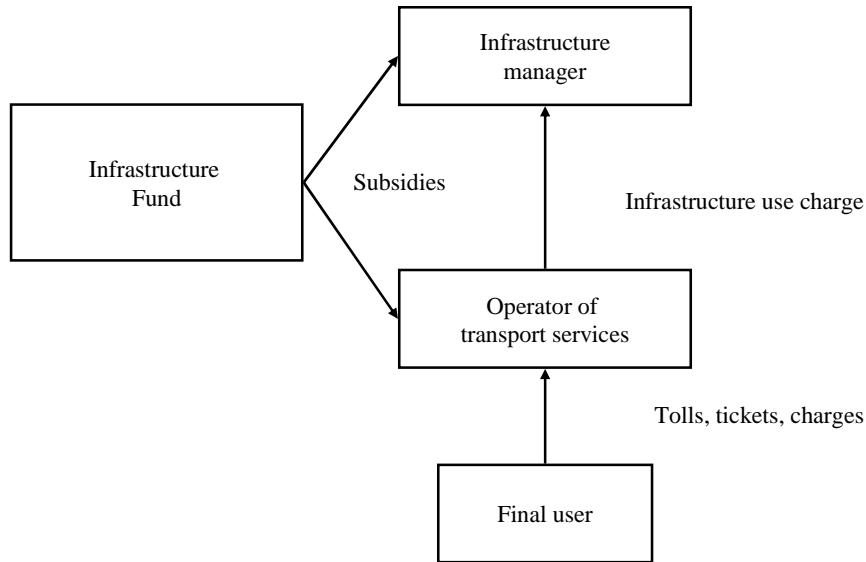 Infrastructure
manager
Infrastructure
Fund
Subsidies
Infrastructure use charge
Operator of
transport services
Tolls, tickets, charges
Final user